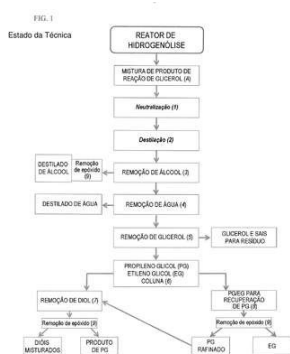 FIG. 1
Estado da Técnica
REATOR DE
HIDROGENÓLISE
MISTURA DE PRODUTO DE
REAÇÃO DE GLICEROL (A)
Neutralização (1)
Destilação (2)
DESTILADO
DE ÁLCOOL
Remoção
de epóxido
(9)
REMOÇÃO DE ÁLCOOL (3)
DESTILADO DE ÁGUA
REMOÇÃO DE ÁGUA (4)
REMOÇÃO DE GLICEROL (5)
GLICEROL E SAIS
PARA RESÍDUO
PROPILENO GLICOL (PG)
ETILENO GLICOL (EG)
COLUNA (6)
REMOÇÃO DE DIOL (7)
PG/EG PARA
RECUPERAÇÃO
DE PG (8)
Remoção de epóxido (9)
Remoção de epóxido (9)
DIÓIS
MISTURADOS
PRODUTO
DE PG
PG
RAFINADO
EG